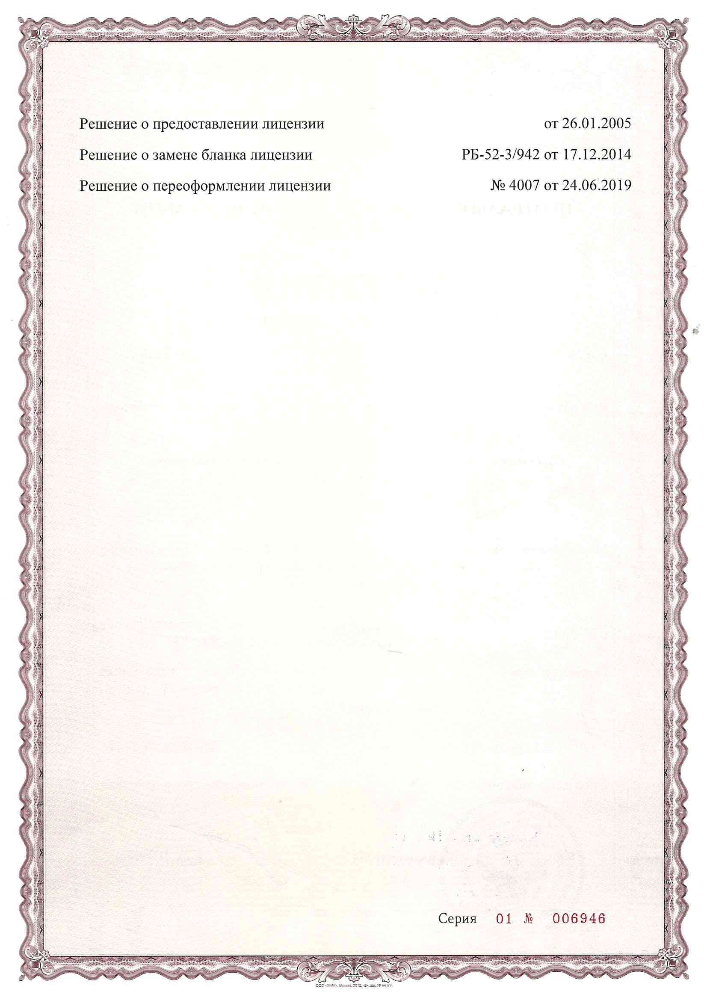 Решение о предоставлении лицензии от 26.01.2005
Решение о замене бланка лицензии РБ-52-3/942 от 17.12.2014
Решение о переоформлении лицензии № 4007 от 24.06.2019
Серия 01 № 006946
ООО «ЗНАК», Москва, 2015, «В», зак. № 44177.